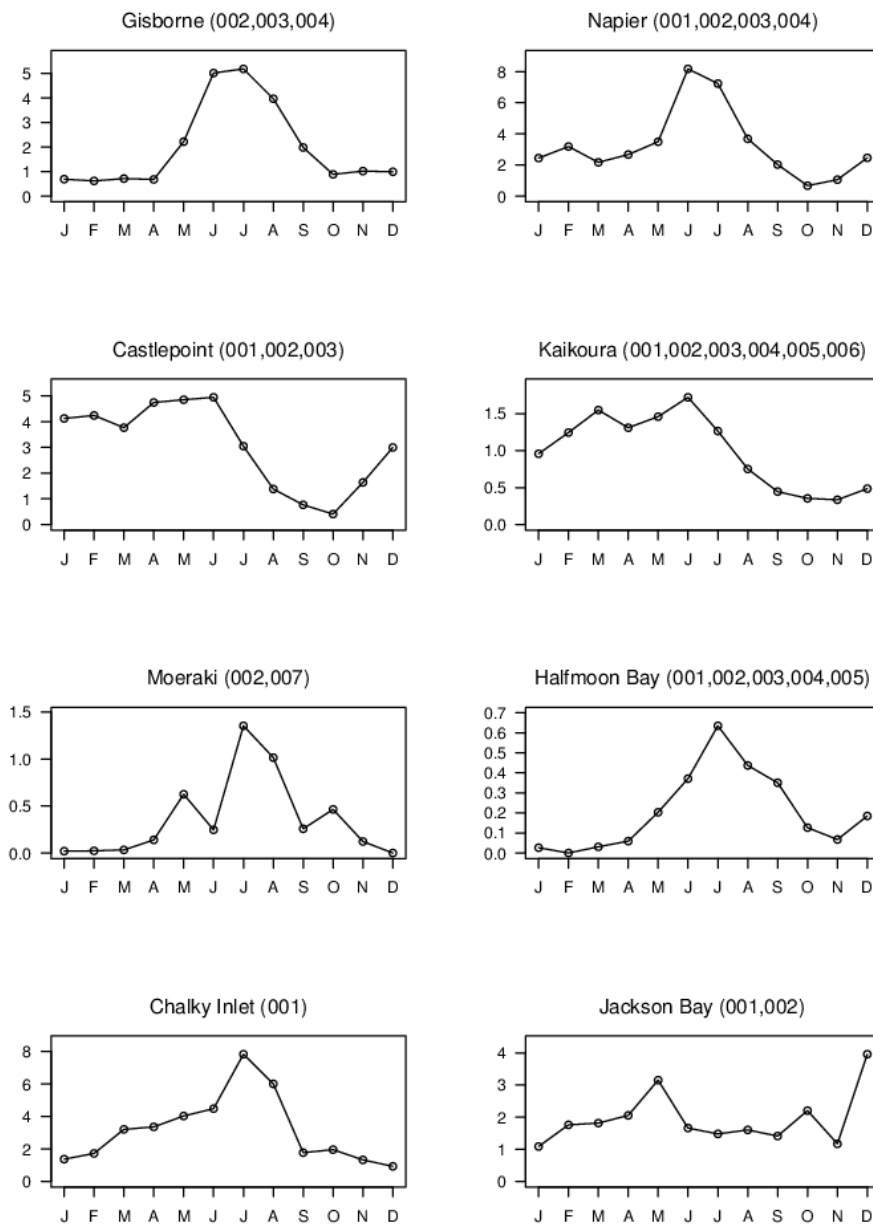 Gisborne (002,003,004)
5
4
3
2
1
0
J F M A M J J A S O N D
Napier (001,002,003,004)
8
6
4
2
0
J F M A M J J A S O N D
Castlepoint (001,002,003)
5
4
3
2
1
0
J F M A M J J A S O N D
Kaikoura (001,002,003,004,005,006)
1.5
1.0
0.5
0.0
J F M A M J J A S O N D
Moeraki (002,007)
1.5
1.0
0.5
0.0
J F M A M J J A S O N D
Halfmoon Bay (001,002,003,004,005)
0.7
0.6
0.5
0.4
0.3
0.2
0.1
0.0
J F M A M J J A S O N D
Chalky Inlet (001)
8
6
4
2
0
J F M A M J J A S O N D
Jackson Bay (001,002)
4
3
2
1
0
J F M A M J J A S O N D